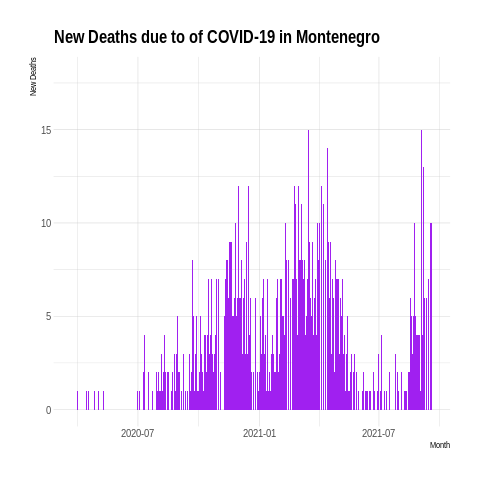 New Deaths due to of COVID-19 in Montenegro
New Deaths
15
10
5
0
2020-07
2021-01
2021-07
Month